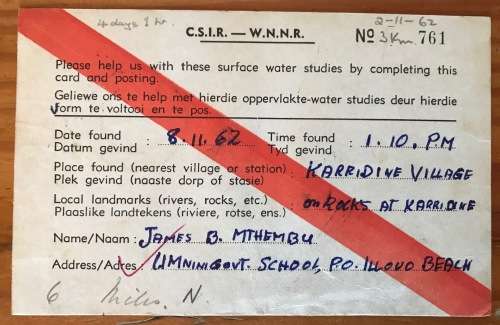 4 days 1 hr.
2-11-62
C.S.I.R. — W.N.N.R.
Nº 3Km. 761
Please help us with these surface water studies by completing this
card and posting.
Geliewe ons te help met hierdie oppervlakte-water studies deur hierdie
vorm te voltooi en te pos.
Date found 8.11.62 Time found 1.10. P.M
Datum gevind Tyd gevind
Place found (nearest village or station) : KARRIDINE VILLAGE
Plek gevind (naaste dorp of stasie)
Local landmarks (rivers, rocks, etc.) on ROCKS AT KARRIDINE
Plaaslike landtekens (riviere, rotse, ens.)
Name/Naam : JAMES B. MTHEMBU
Address/Adres : UMNINI GOVT. SCHOOL, P.O. ILLOVO BEACH
6 Miles. N.